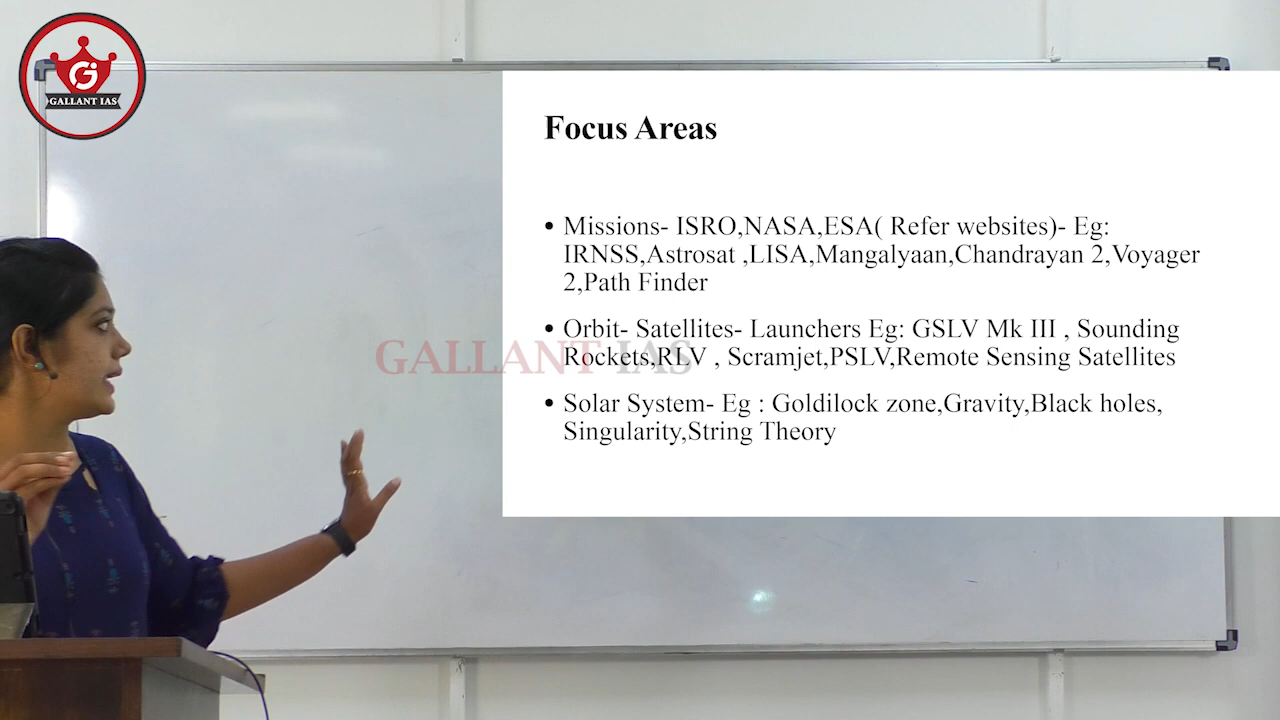 GALLANT IAS
Focus Areas
• Missions- ISRO,NASA,ESA( Refer websites)- Eg:
IRNSS,Astrosat ,LISA,Mangalyaan,Chandrayan 2,Voyager
2,Path Finder
• Orbit- Satellites- Launchers Eg: GSLV Mk III , Sounding
Rockets,RLV , Scramjet,PSLV,Remote Sensing Satellites
GALLANT IAS
• Solar System- Eg : Goldilock zone,Gravity,Black holes,
Singularity,String Theory